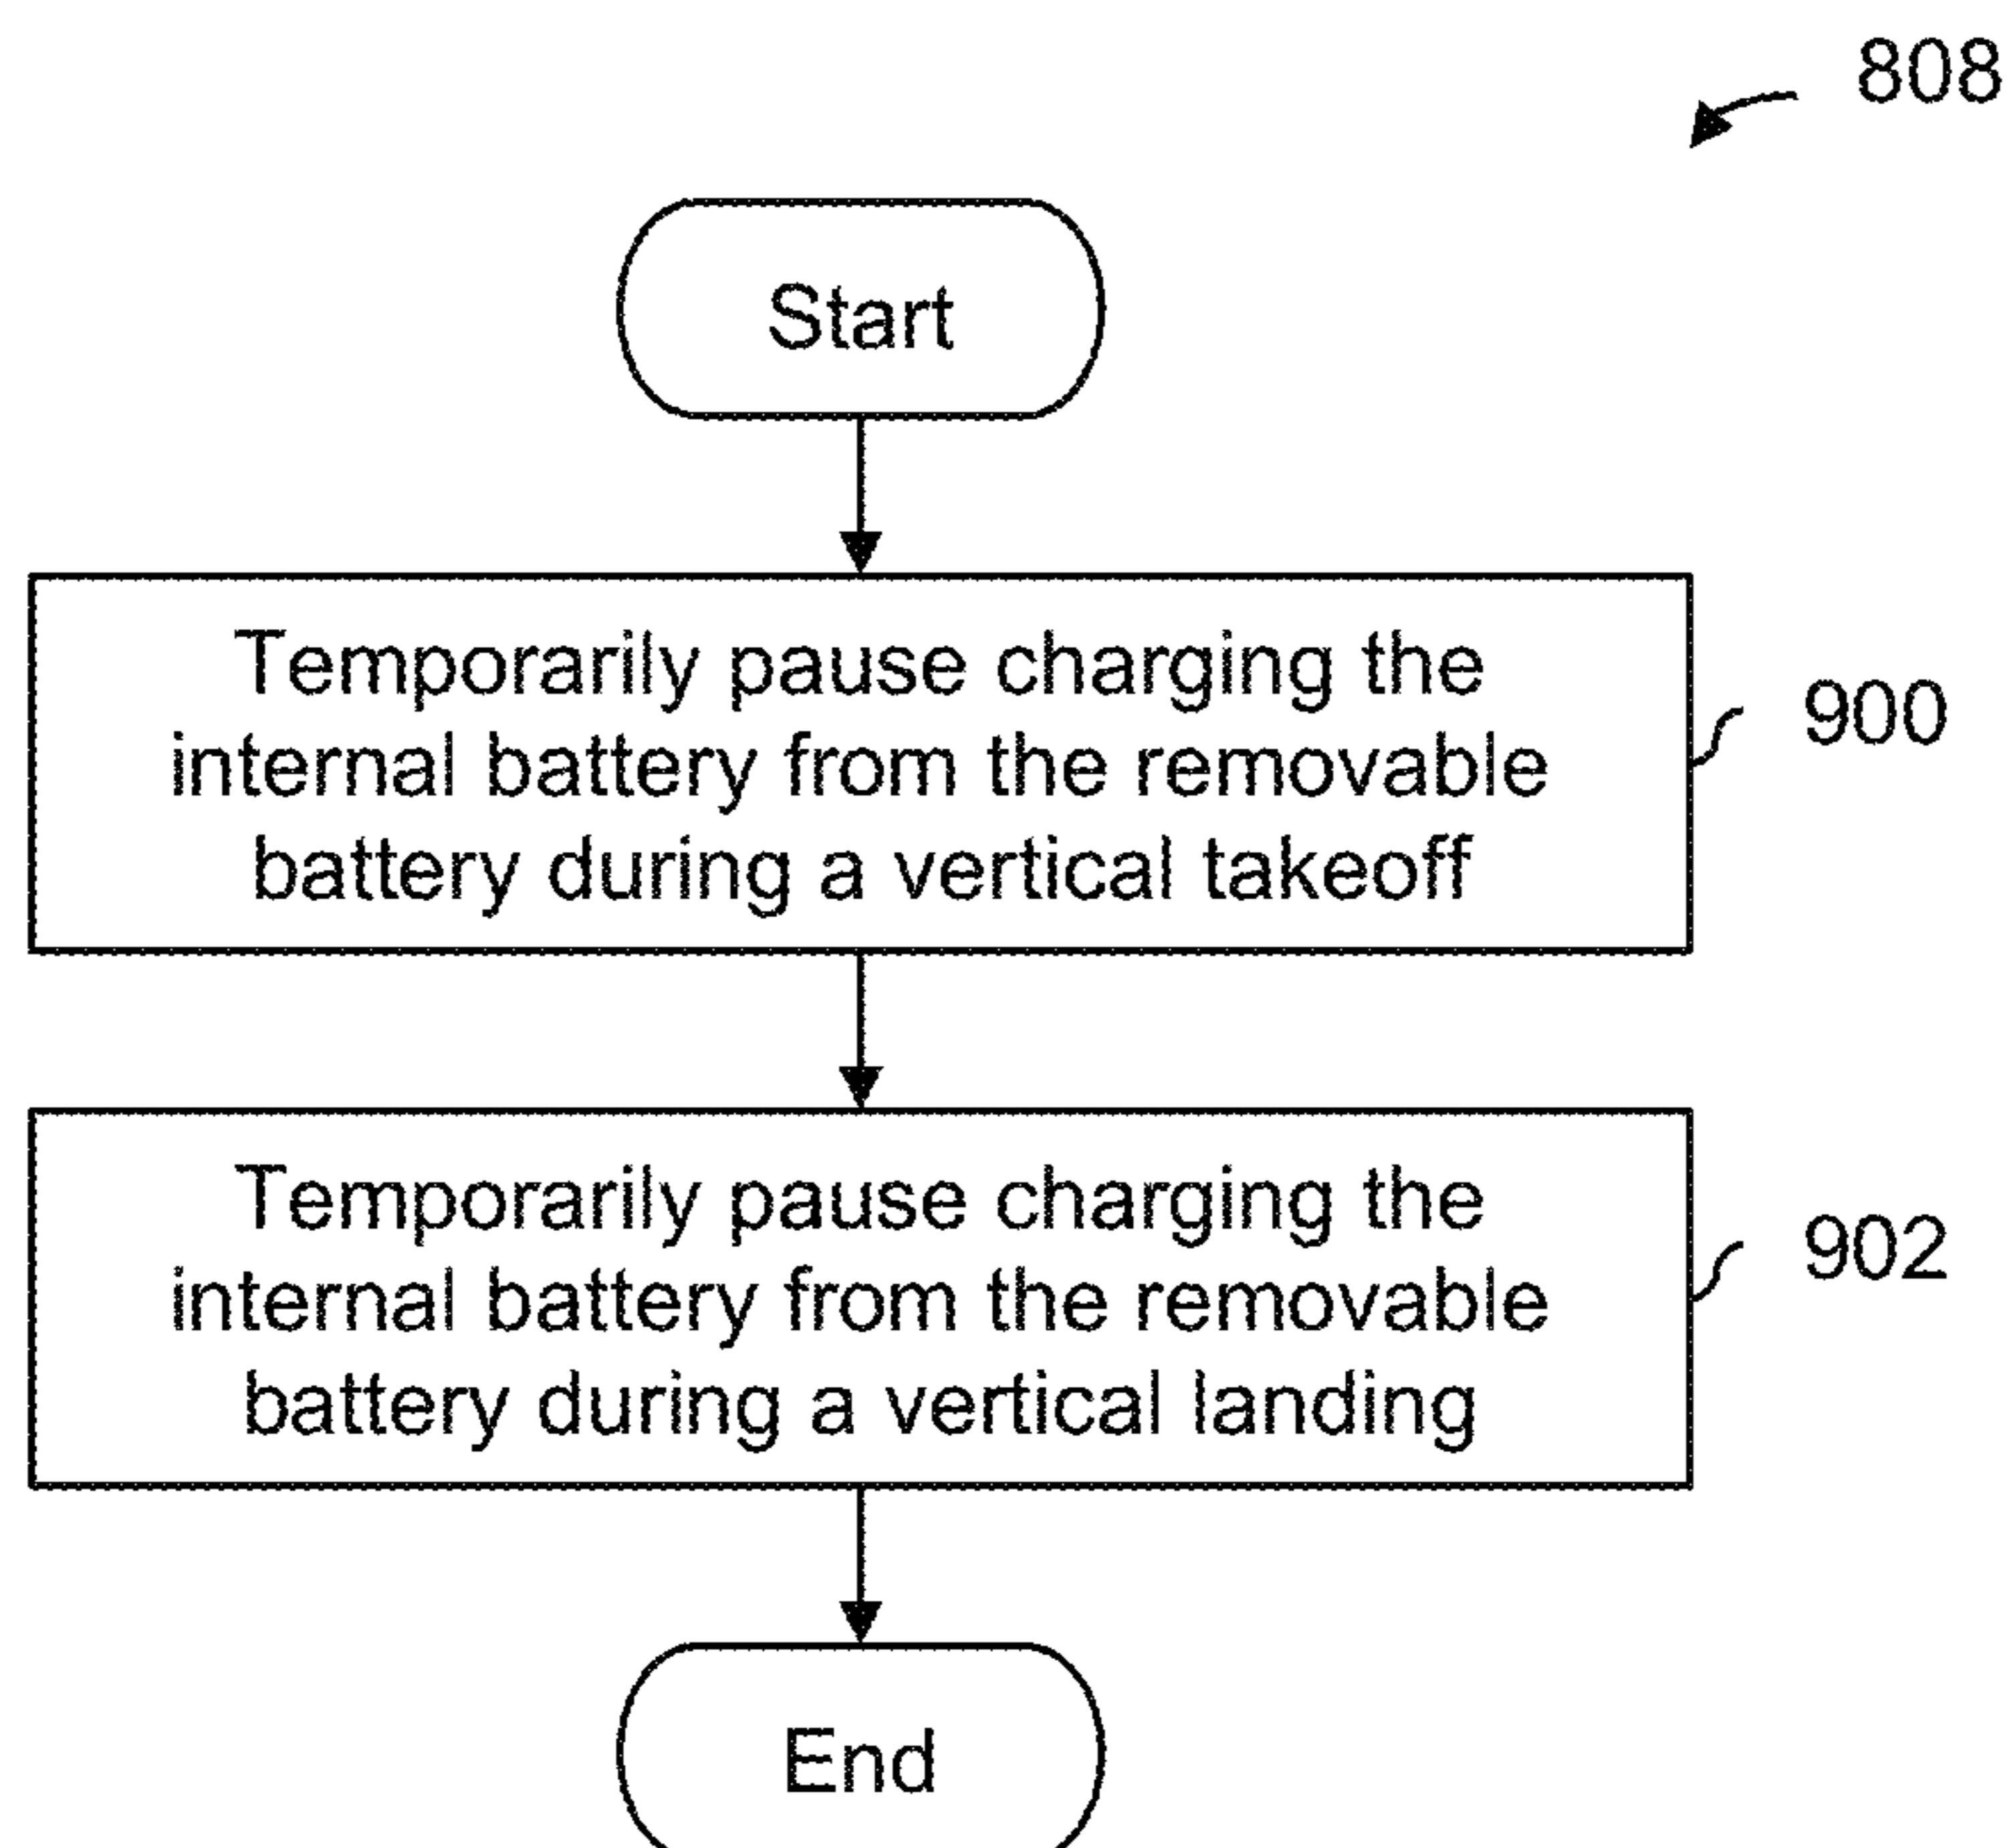 808
Start
Temporarily pause charging the
internal battery from the removable
battery during a vertical takeoff
900
Temporarily pause charging the
internal battery from the removable
battery during a vertical landing
902
End